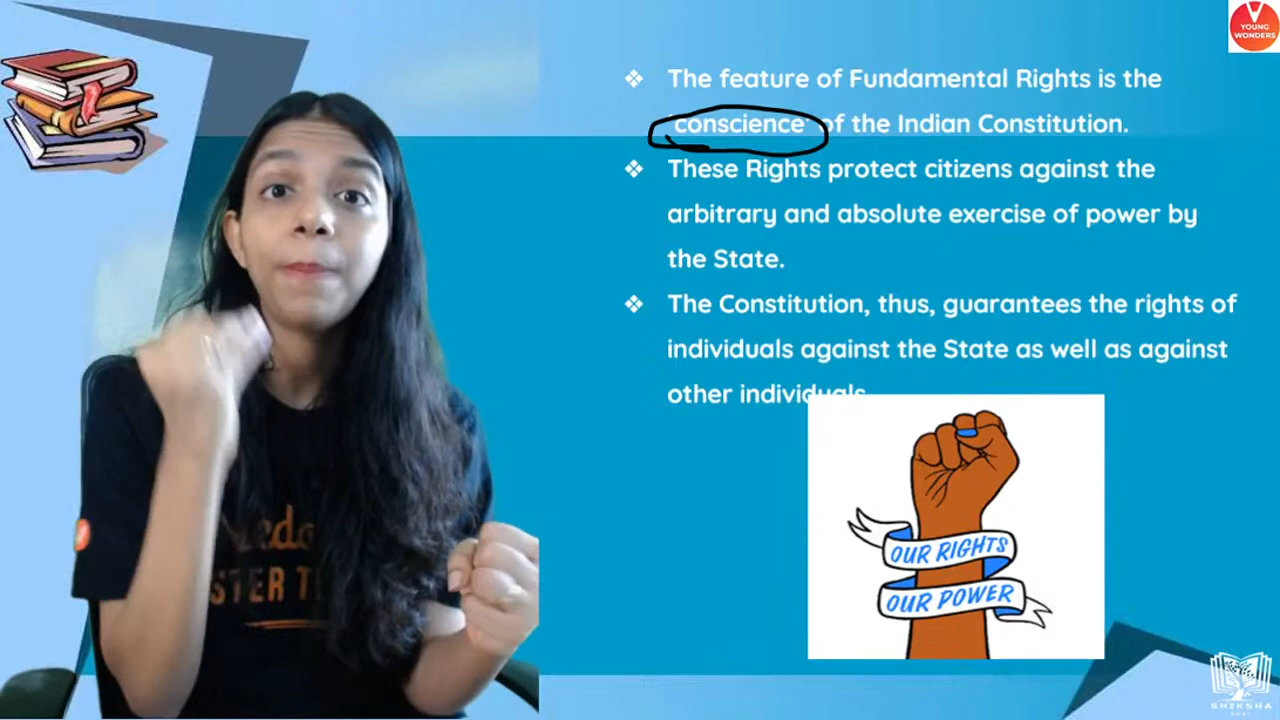 YOUNG
WONDERS
❖ The feature of Fundamental Rights is the
'conscience' of the Indian Constitution.
❖ These Rights protect citizens against the
arbitrary and absolute exercise of power by
the State.
❖ The Constitution, thus, guarantees the rights of
individuals against the State as well as against
other individuals.
OUR RIGHTS
OUR POWER
SHIKSHA